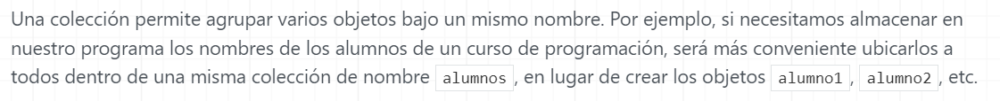 Una colección permite agrupar varios objetos bajo un mismo nombre. Por ejemplo, si necesitamos almacenar en
nuestro programa los nombres de los alumnos de un curso de programación, será más conveniente ubicarlos a
todos dentro de una misma colección de nombre alumnos, en lugar de crear los objetos alumno1, alumno2, etc.